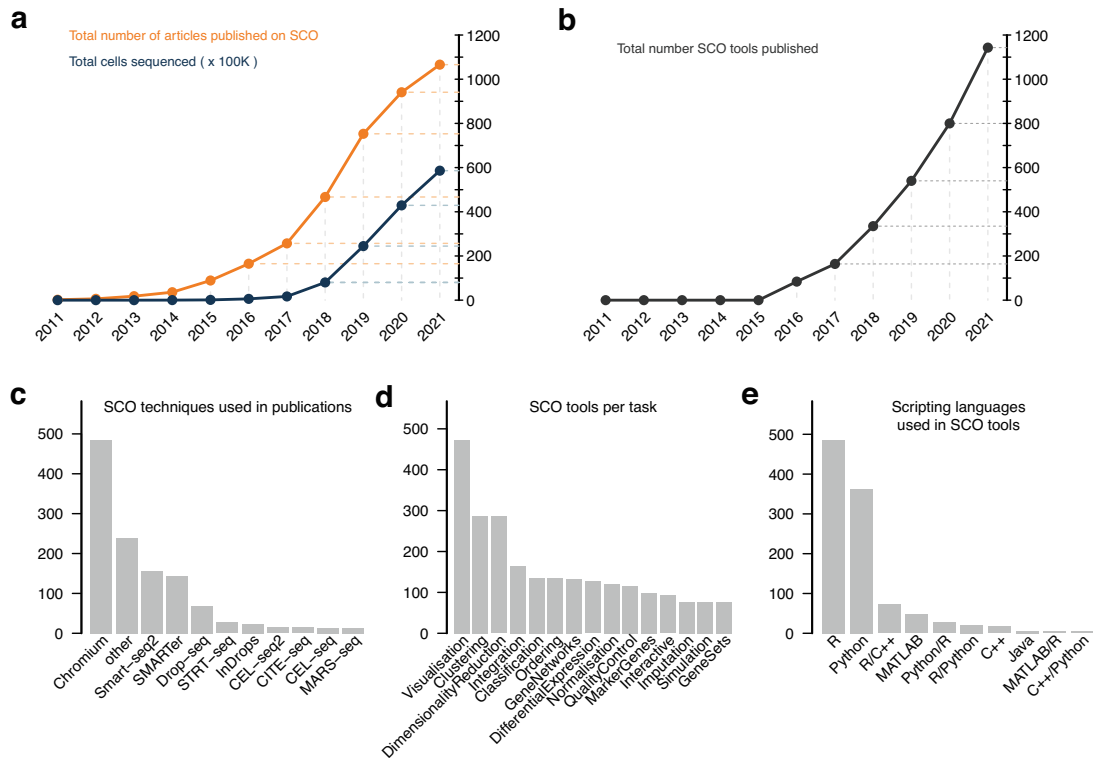 a
Total number of articles published on SCO
Total cells sequenced ( x 100K )
1200
1000
800
600
400
200
0
2011
2012
2013
2014
2015
2016
2017
2018
2019
2020
2021
b
Total number SCO tools published
1200
1000
800
600
400
200
0
2011
2012
2013
2014
2015
2016
2017
2018
2019
2020
2021
c
SCO techniques used in publications
500
400
300
200
100
0
Chromium
other
Smart−seq2
SMARTer
Drop−seq
STRT−seq
InDrops
CEL−seq2
CITE−seq
CEL−seq
MARS−seq
d
SCO tools per task
500
400
300
200
100
0
Visualisation
Clustering
DimensionalityReduction
Integration
Classification
Ordering
GeneNetworks
DifferentialExpression
Normalisation
QualityControl
MarkerGenes
Interactive
Imputation
Simulation
GeneSets
e
Scripting languages
used in SCO tools
500
400
300
200
100
0
R
Python
R/C++
MATLAB
Python/R
R/Python
C++
Java
MATLAB/R
C++/Python